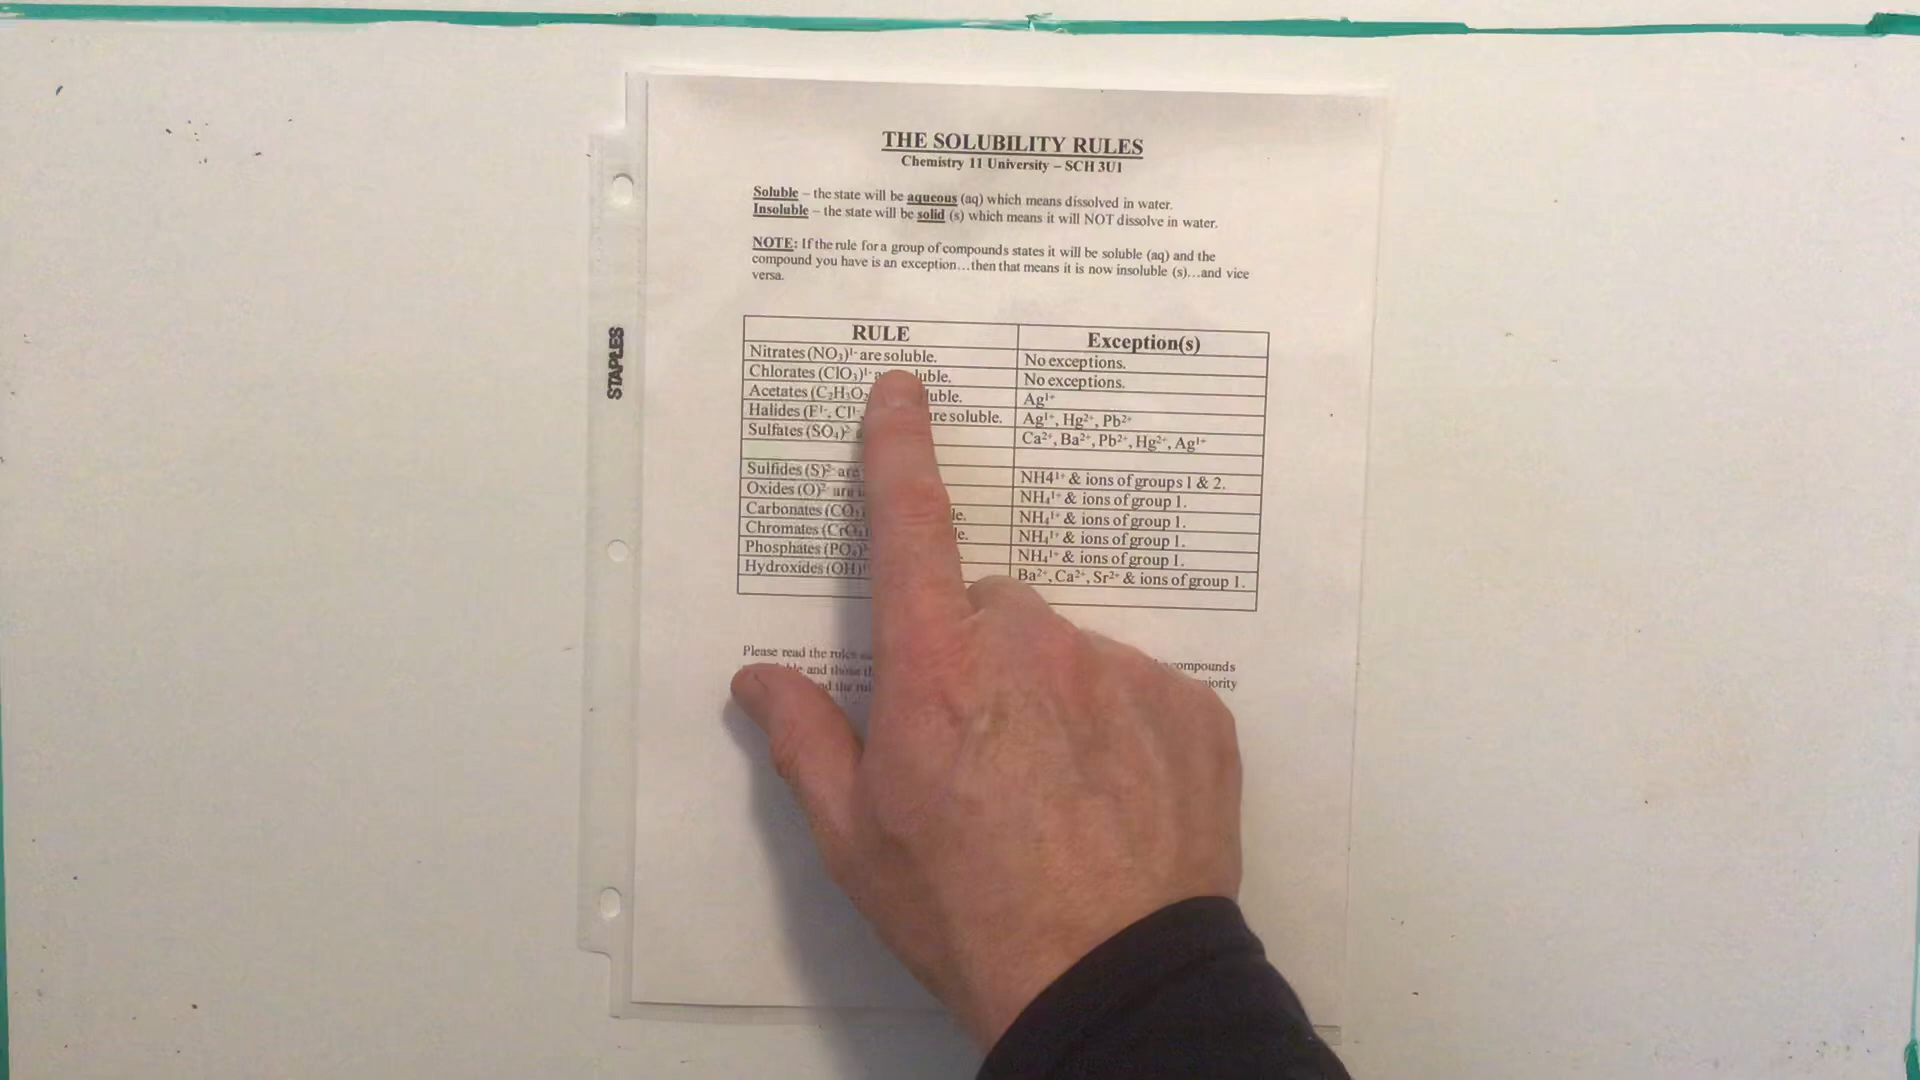 THE SOLUBILITY RULES
Chemistry 11 University – SCH 3U1
Soluble – the state will be aqueous (aq) which means dissolved in water.
Insoluble – the state will be solid (s) which means it will NOT dissolve in water.
NOTE: If the rule for a group of compounds states it will be soluble (aq) and the
compound you have is an exception…then that means it is now insoluble (s)…and vice
versa.
STAPLES
RULE Exception(s)
Nitrates (NO₃)¹⁻ are soluble. No exceptions.
Chlorates (ClO₃)¹⁻ No exceptions.
Acetates Ag¹⁺
Halides (F¹⁻, Cl¹⁻, are soluble. Ag¹⁺, Hg²⁺, Pb²⁺
Sulfates (SO₄)²⁻ Ca²⁺, Ba²⁺, Pb²⁺, Hg²⁺, Ag¹⁺
Sulfides (S)²⁻ are NH4¹⁺ & ions of groups 1 & 2.
Oxides (O)²⁻ are NH₄¹⁺ & ions of group 1.
Carbonates NH₄¹⁺ & ions of group 1.
Chromates NH₄¹⁺ & ions of group 1.
Phosphates NH₄¹⁺ & ions of group 1.
Hydroxides (OH) Ba²⁺, Ca²⁺, Sr²⁺ & ions of group 1.
Please read the rules compounds
and those
the